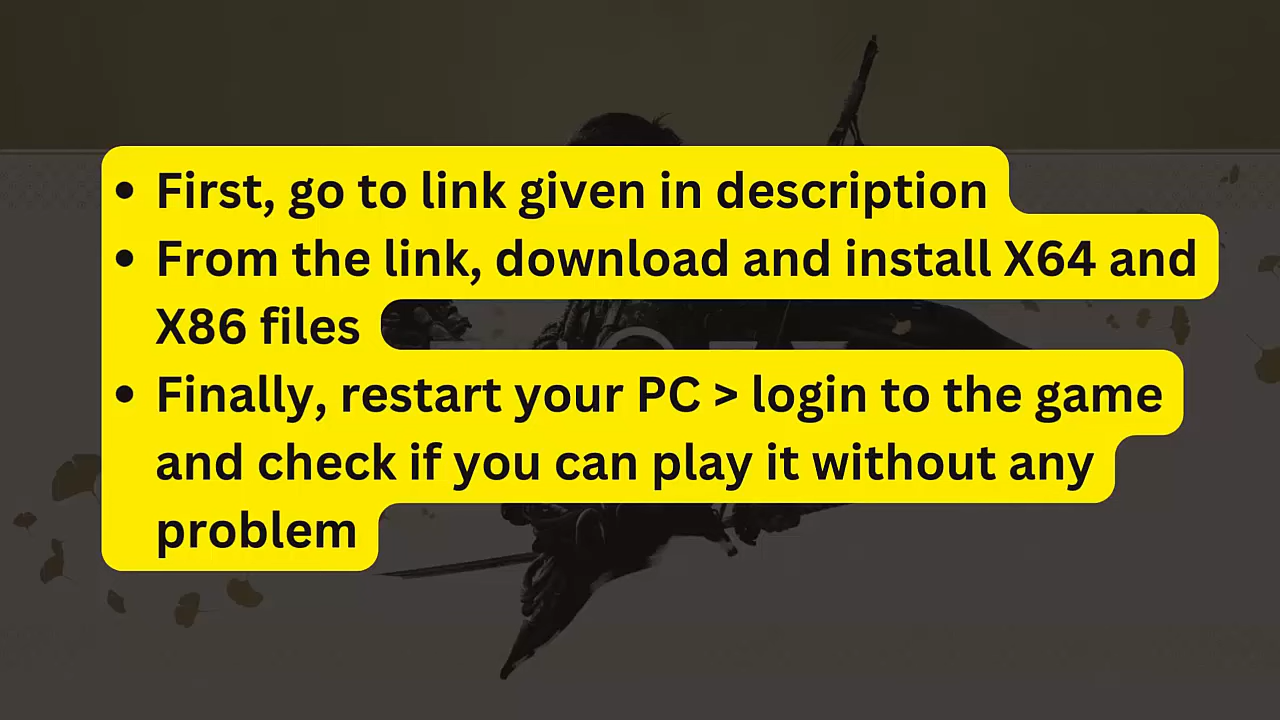 • First, go to link given in description
• From the link, download and install X64 and
X86 files
• Finally, restart your PC > login to the game
and check if you can play it without any
problem